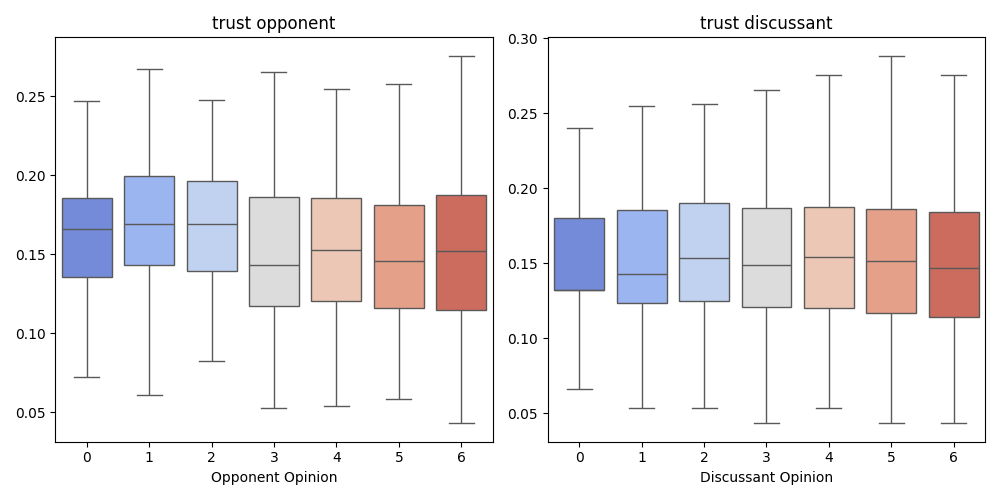 trust opponent
0.25
0.20
0.15
0.10
0.05
0 1 2 3 4 5 6
Opponent Opinion
trust discussant
0.30
0.25
0.20
0.15
0.10
0.05
0 1 2 3 4 5 6
Discussant Opinion